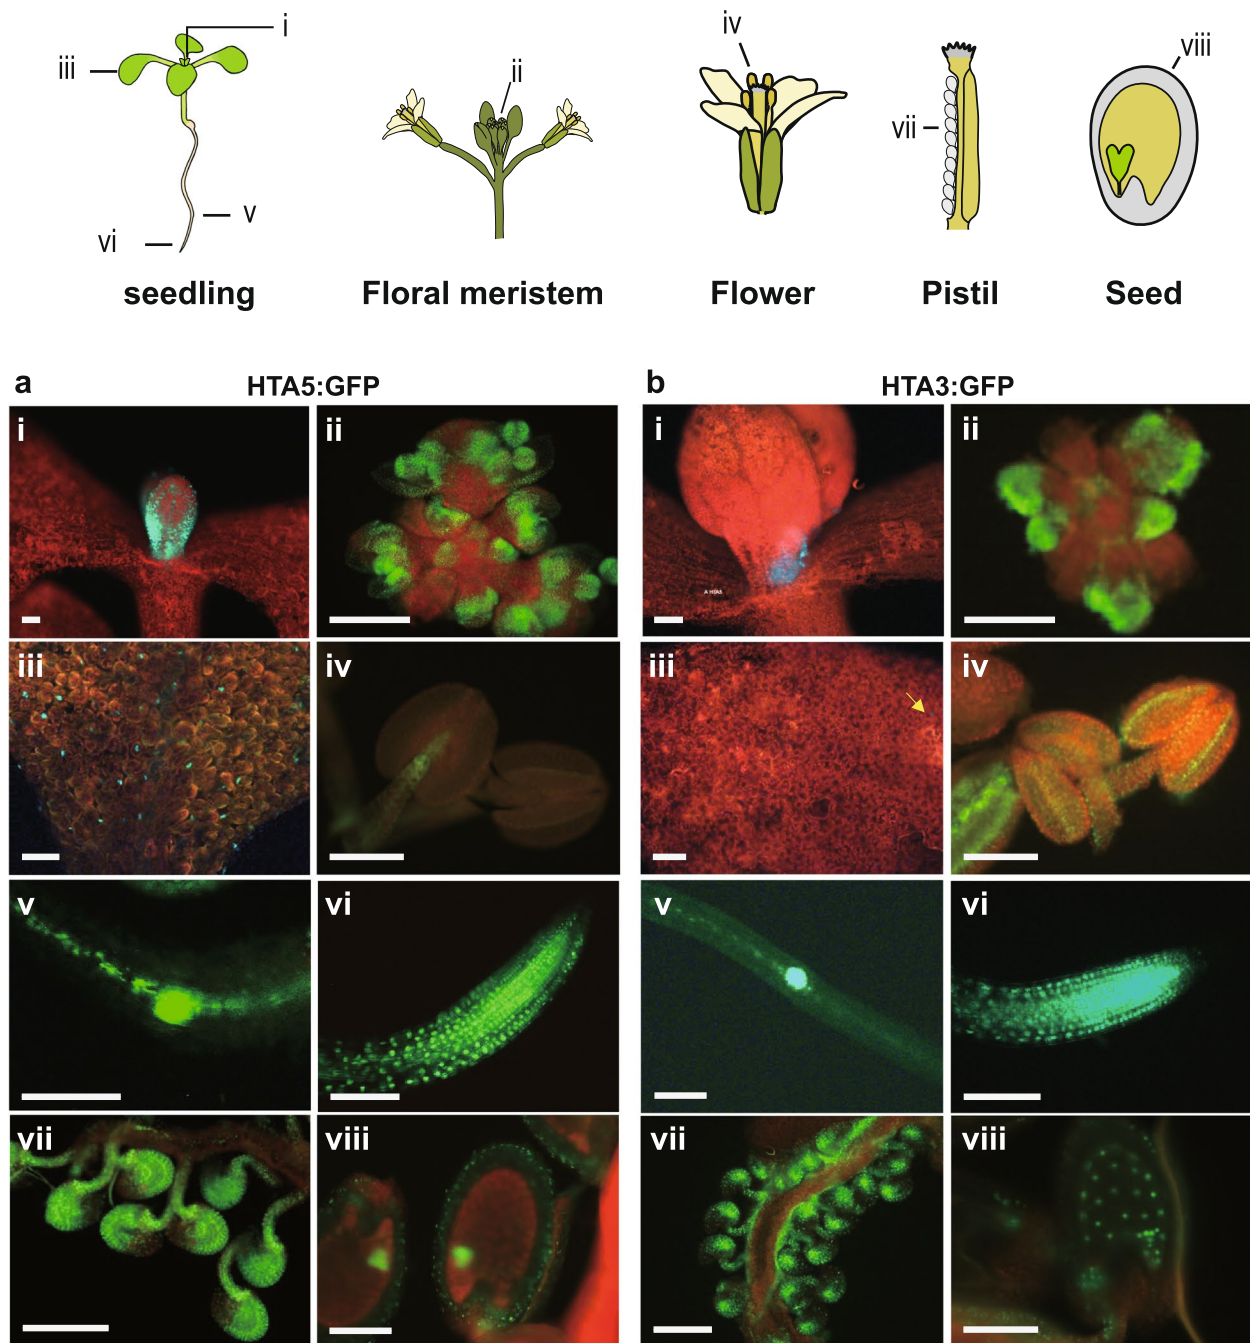 i
iii
ii
v
vi
iv
vii
viii
seedling
Floral meristem
Flower
Pistil
Seed
a
HTA5:GFP
b
HTA3:GFP
i
ii
i
ii
iii
iv
iii
iv
v
vi
v
vi
vii
viii
vii
viii